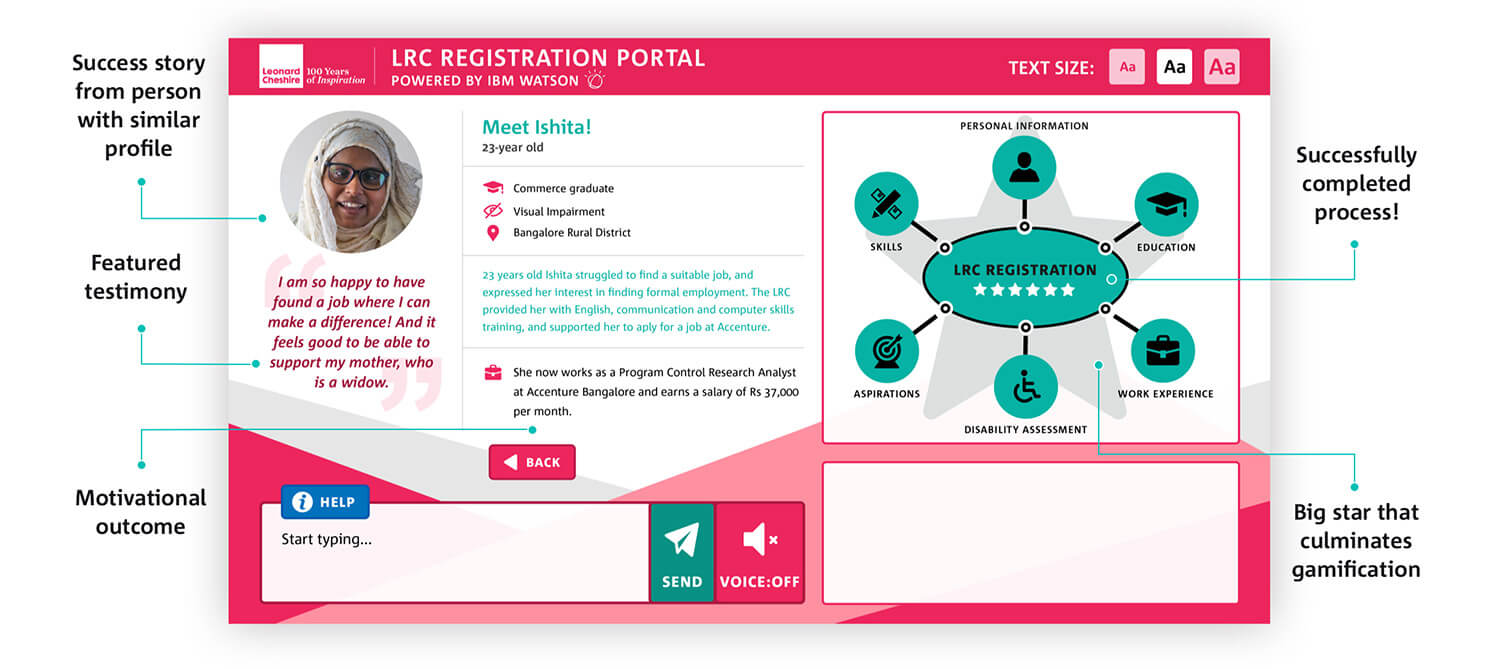 Success story
from person
with similar
profile
Featured
testimony
Motivational
outcome
Leonard
Cheshire
100 Years
of Inspiration
LRC REGISTRATION PORTAL
POWERED BY IBM WATSON
TEXT SIZE:
Aa
Aa
Aa
I am so happy to have
found a job where I can
make a difference! And it
feels good to be able to
support my mother, who
is a widow.
Meet Ishita!
23-year old
Commerce graduate
Visual Impairment
Bangalore Rural District
23 years old Ishita struggled to find a suitable job, and
expressed her interest in finding formal employment. The LRC
provided her with English, communication and computer skills
training, and supported her to aply for a job at Accenture.
She now works as a Program Control Research Analyst
at Accenture Bangalore and earns a salary of Rs 37,000
per month.
BACK
HELP
Start typing...
SEND
VOICE:OFF
PERSONAL INFORMATION
SKILLS
EDUCATION
LRC REGISTRATION
ASPIRATIONS
WORK EXPERIENCE
DISABILITY ASSESSMENT
Successfully
completed
process!
Big star that
culminates
gamification